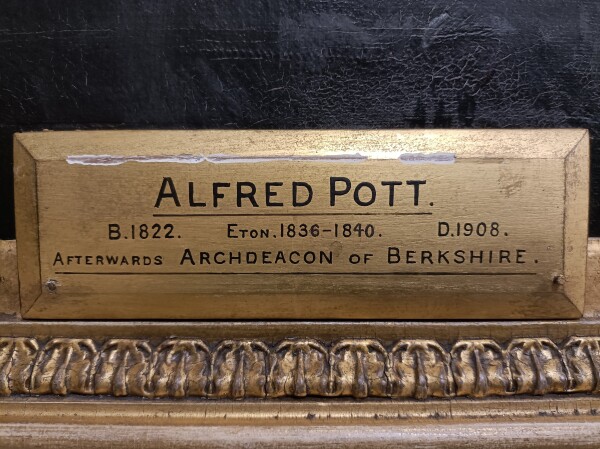 ALFRED POTT.
B.1822. ETON.1836-1840. D.1908.
AFTERWARDS ARCHDEACON OF BERKSHIRE.